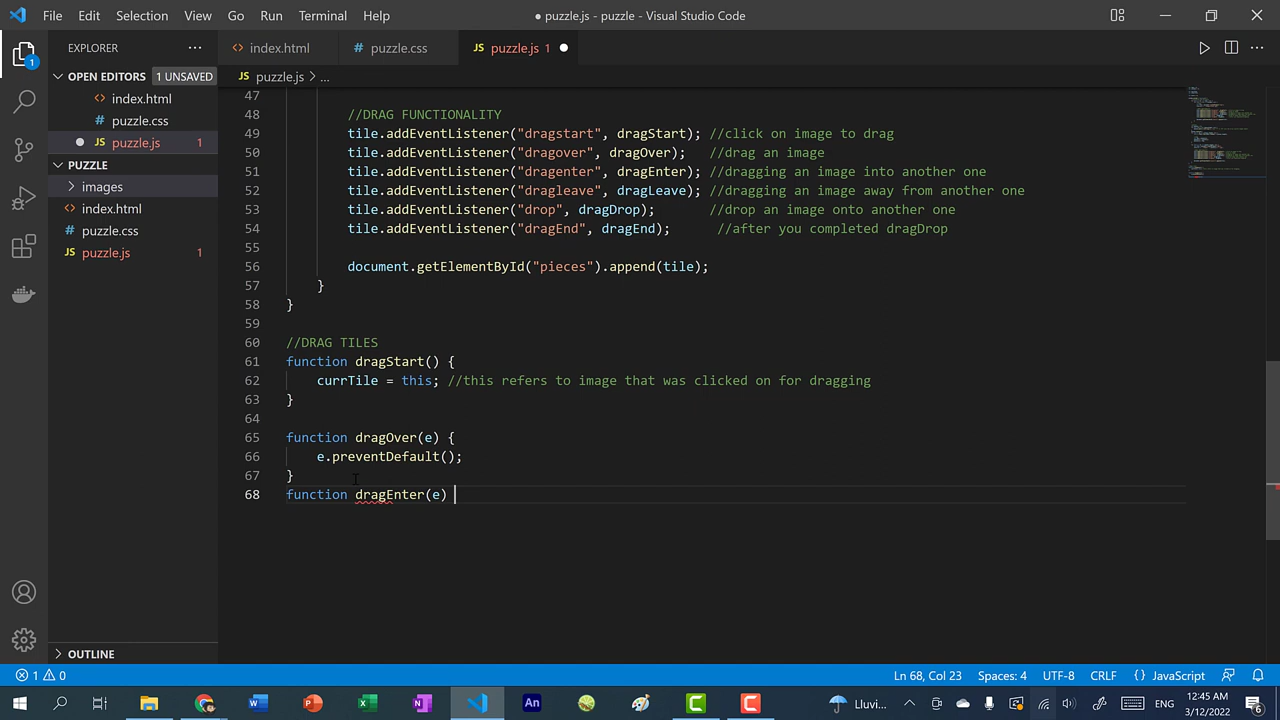 File Edit Selection View Go Run Terminal Help ● puzzle.js - puzzle - Visual Studio Code
EXPLORER
OPEN EDITORS 1 UNSAVED
index.html
puzzle.css
puzzle.js 1
PUZZLE
images
index.html
puzzle.css
puzzle.js 1
OUTLINE
index.html puzzle.css puzzle.js 1
puzzle.js > ...
47
48 //DRAG FUNCTIONALITY
49 tile.addEventListener("dragstart", dragStart); //click on image to drag
50 tile.addEventListener("dragover", dragOver); //drag an image
51 tile.addEventListener("dragenter", dragEnter); //dragging an image into another one
52 tile.addEventListener("dragleave", dragLeave); //dragging an image away from another one
53 tile.addEventListener("drop", dragDrop); //drop an image onto another one
54 tile.addEventListener("dragEnd", dragEnd); //after you completed dragDrop
55
56 document.getElementById("pieces").append(tile);
57 }
58 }
59
60 //DRAG TILES
61 function dragStart() {
62 currTile = this; //this refers to image that was clicked on for dragging
63 }
64
65 function dragOver(e) {
66 e.preventDefault();
67 }
68 function dragEnter(e)
1 0 Ln 68, Col 23 Spaces: 4 UTF-8 CRLF {} JavaScript
Lluvi... ENG 12:45 AM
3/12/2022